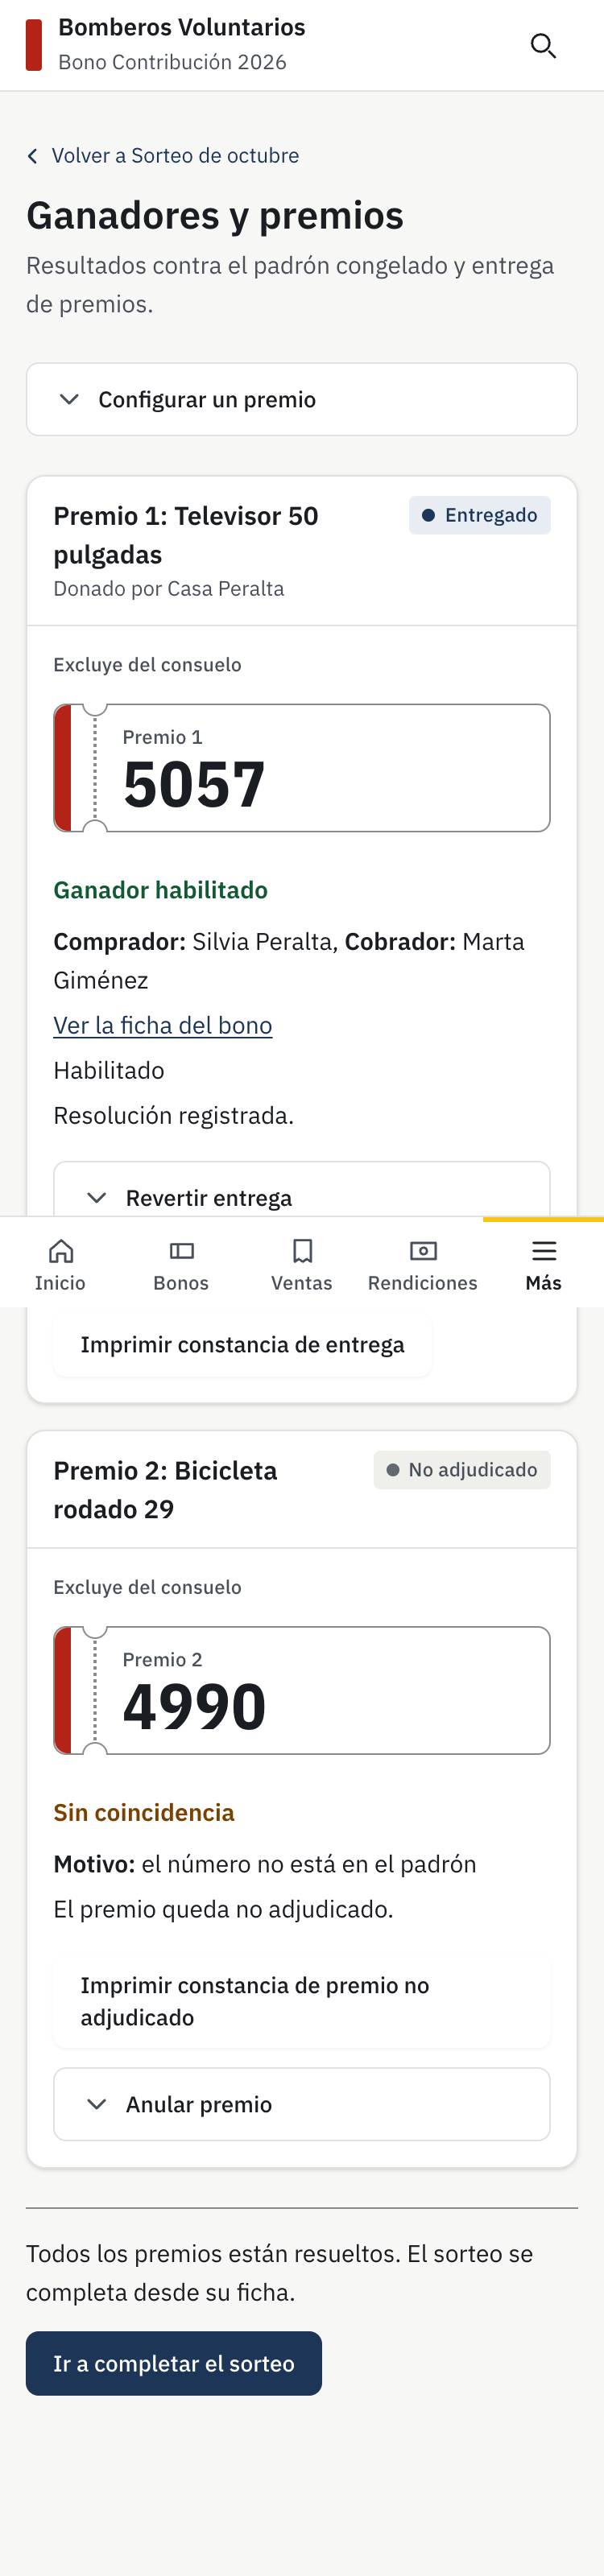 Bomberos Voluntarios
Bono Contribución 2026
Volver a Sorteo de octubre
Ganadores y premios
Resultados contra el padrón congelado y entrega
de premios.
Configurar un premio
Premio 1: Televisor 50
pulgadas
Entregado
Donado por Casa Peralta
Excluye del consuelo
Premio 1
5057
Ganador habilitado
Comprador: Silvia Peralta, Cobrador: Marta
Giménez
Ver la ficha del bono
Habilitado
Resolución registrada.
Revertir entrega
Inicio
Bonos
Ventas
Rendiciones
Más
Imprimir constancia de entrega
Premio 2: Bicicleta
rodado 29
No adjudicado
Excluye del consuelo
Premio 2
4990
Sin coincidencia
Motivo: el número no está en el padrón
El premio queda no adjudicado.
Imprimir constancia de premio no
adjudicado
Anular premio
Todos los premios están resueltos. El sorteo se
completa desde su ficha.
Ir a completar el sorteo